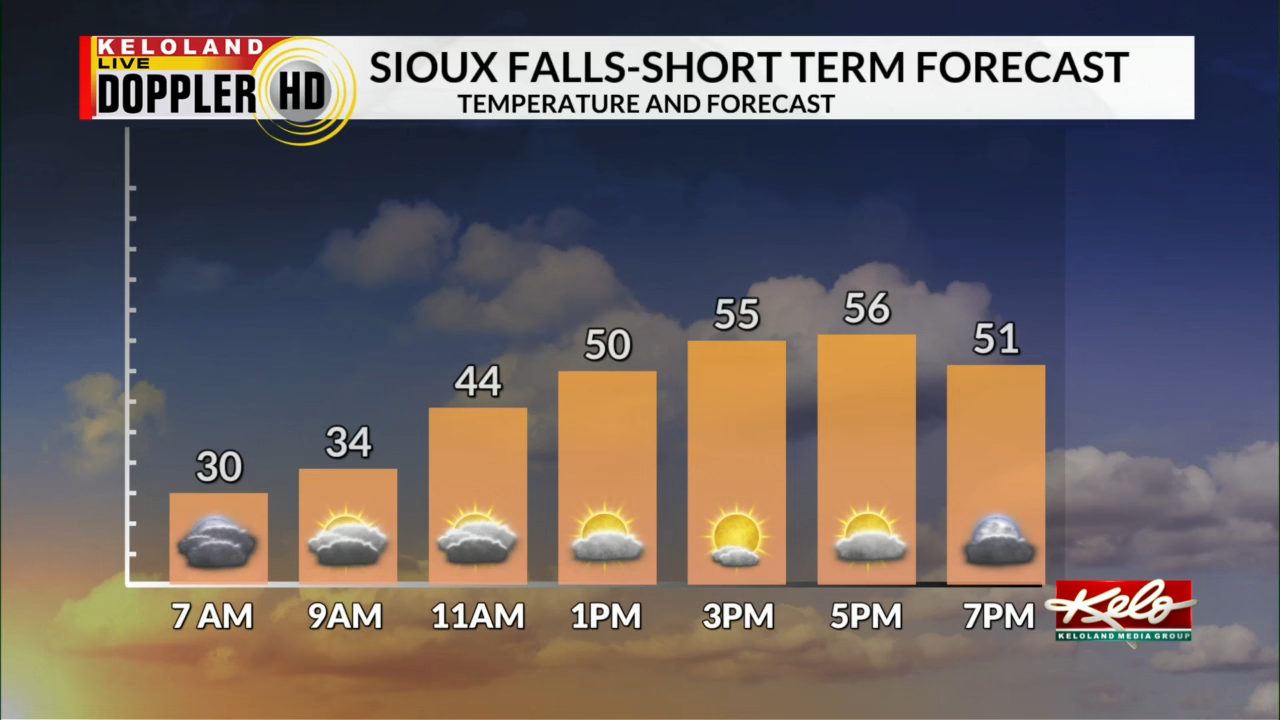 KELOLAND
LIVE
DOPPLER HD
SIOUX FALLS-SHORT TERM FORECAST
TEMPERATURE AND FORECAST
30
34
44
50
55
56
51
7 AM
9AM
11AM
1PM
3PM
5PM
7PM
Kelo
KELOLAND MEDIA GROUP